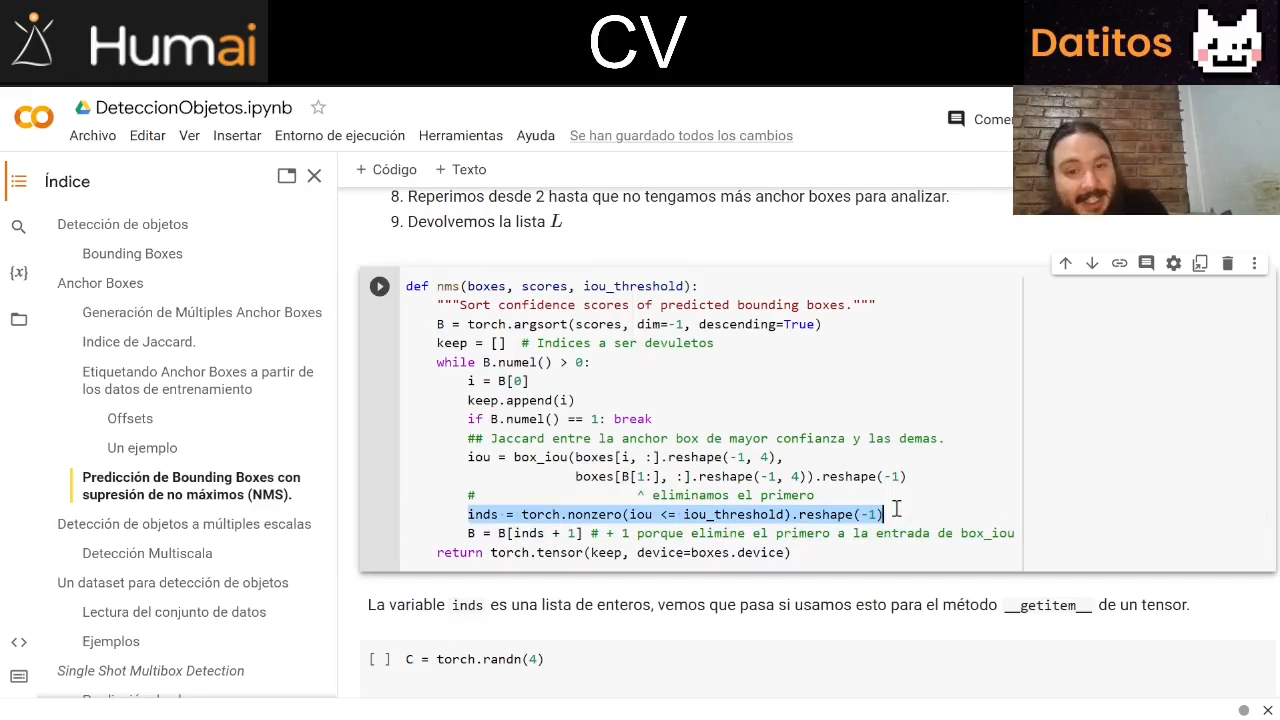 Humai
CV
Datitos
DeteccionObjetos.ipynb
Archivo Editar Ver Insertar Entorno de ejecución Herramientas Ayuda Se han guardado todos los cambios
Comen
Índice
+ Código + Texto
Detección de objetos
Bounding Boxes
Anchor Boxes
Generación de Múltiples Anchor Boxes
Indice de Jaccard.
Etiquetando Anchor Boxes a partir de
los datos de entrenamiento
Offsets
Un ejemplo
Predicción de Bounding Boxes con
supresión de no máximos (NMS).
Detección de objetos a múltiples escalas
Detección Multiscala
Un dataset para detección de objetos
Lectura del conjunto de datos
Ejemplos
Single Shot Multibox Detection
8. Reperimos desde 2 hasta que no tengamos más anchor boxes para analizar.
9. Devolvemos la lista L
def nms(boxes, scores, iou_threshold):
"""Sort confidence scores of predicted bounding boxes."""
B = torch.argsort(scores, dim=-1, descending=True)
keep = [] # Indices a ser devuletos
while B.numel() > 0:
i = B[0]
keep.append(i)
if B.numel() == 1: break
## Jaccard entre la anchor box de mayor confianza y las demas.
iou = box_iou(boxes[i, :].reshape(-1, 4),
boxes[B[1:], :].reshape(-1, 4)).reshape(-1)
# ^ eliminamos el primero
inds = torch.nonzero(iou <= iou_threshold).reshape(-1)
B = B[inds + 1] # + 1 porque elimine el primero a la entrada de box_iou
return torch.tensor(keep, device=boxes.device)
La variable inds es una lista de enteros, vemos que pasa si usamos esto para el método __getitem__ de un tensor.
[ ] C = torch.randn(4)